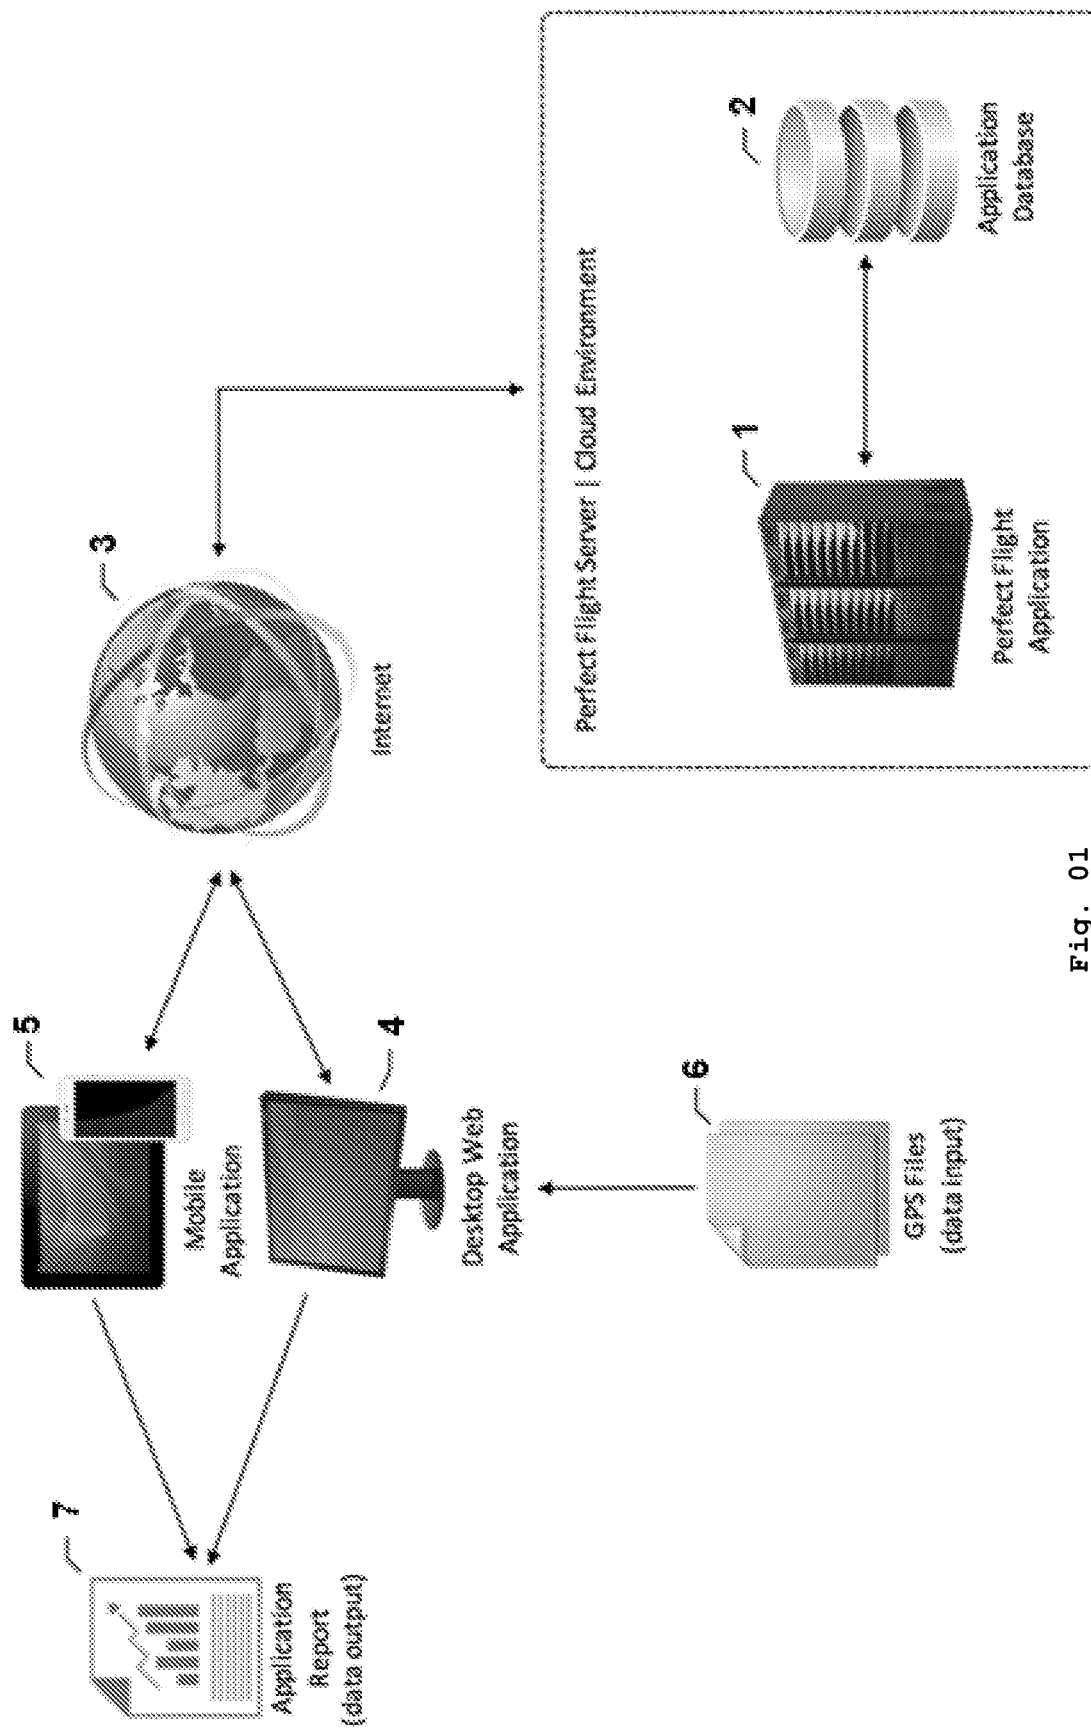 7
Application
Report
(data output)
5
Mobile
Application
4
Desktop Web
Application
6
GPS Files
(data input)
3
Internet
Perfect Flight Server | Cloud Environment
1
Perfect Flight
Application
2
Application
Database
Fig. 01